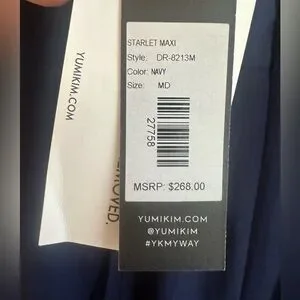 STARLET MAXI
Style: DR-8213M
Color: NAVY
Size: MD
27758
MSRP: $268.00
YUMIKIM.COM
@YUMIKIM
#YKMYWAY
YUMIKIM.COM